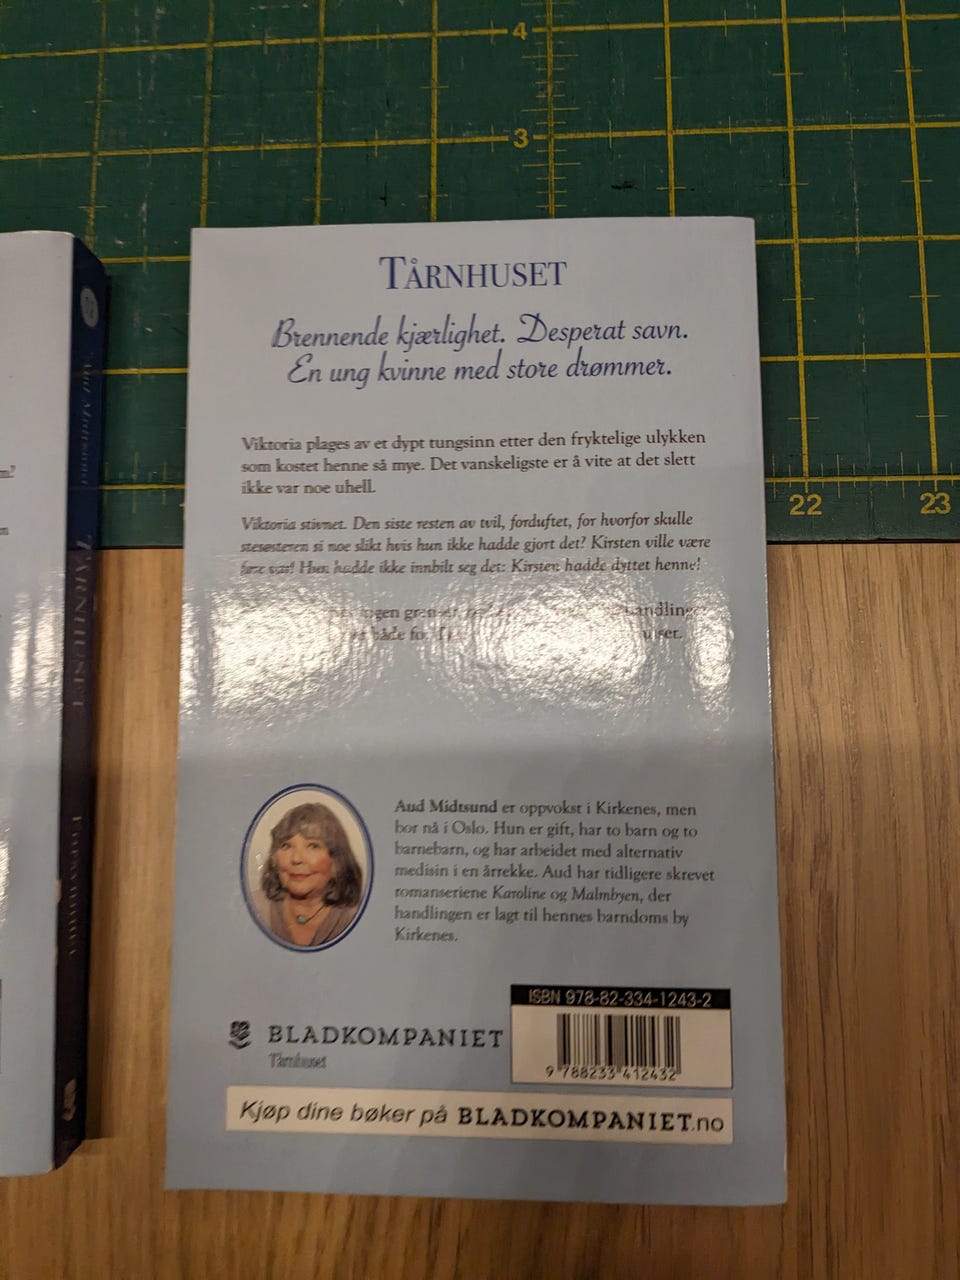 4
3
22
23
TÅRNHUSET
Brennende kjærlighet. Desperat savn.
En ung kvinne med store drømmer.
Viktoria plages av et dypt tungsinn etter den fryktelige ulykken
som kostet henne så mye. Det vanskeligste er å vite at det slett
ikke var noe uhell.
Viktoria stivnet. Den siste resten av tvil, forduftet, for hvorfor skulle
stesøsteren si noe slikt hvis hun ikke hadde gjort det? Kirsten ville være
Hun hadde ikke innbilt seg det: Kirsten hadde dyttet henne!
ingen
både
Aud Midtsund er oppvokst i Kirkenes, men
bor nå i Oslo. Hun er gift, har to barn og to
barnebarn, og har arbeidet med alternativ
medisin i en årrekke. Aud har tidligere skrevet
romanseriene Karoline og Malmbyen, der
handlingen er lagt til hennes barndoms by
Kirkenes.
ISBN 978-82-334-1243-2
9 788233 412432
BLADKOMPANIET
Tårnhuset
Kjøp dine bøker på BLADKOMPANIET.no
Aud Midtsund
TÅRNHUSET